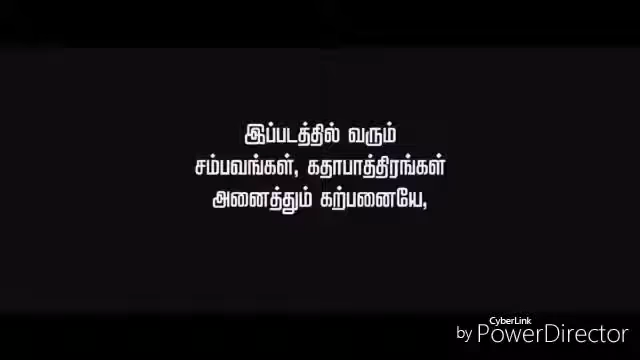 இப்படத்தில் வரும்
சம்பவங்கள், கதாபாத்திரங்கள்
அனைத்தும் கற்பனையே,
CyberLink
by PowerDirector